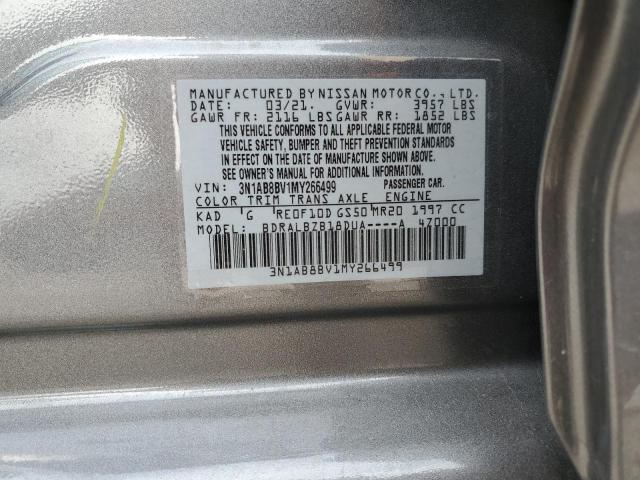 MANUFACTURED BY NISSAN MOTOR CO., LTD.
DATE: 03/21. GVWR: 3957 LBS
GAWR FR: 2116 LBS GAWR RR: 1852 LBS
THIS VEHICLE CONFORMS TO ALL APPLICABLE FEDERAL MOTOR
VEHICLE SAFETY, BUMPER AND THEFT PREVENTION STANDARDS
IN EFFECT ON THE DATE OF MANUFACTURE SHOWN ABOVE.
SEE OWNER'S MANUAL FOR ADDITIONAL INFORMATION.
VIN: 3N1AB8BV1MY266499 PASSENGER CAR.
COLOR TRIM TRANS AXLE ENGINE
KAD G RE0F10D GS50 MR20 1997 CC
MODEL: BDRALBZB18DUA----A 47000
3N1AB8BV1MY266499